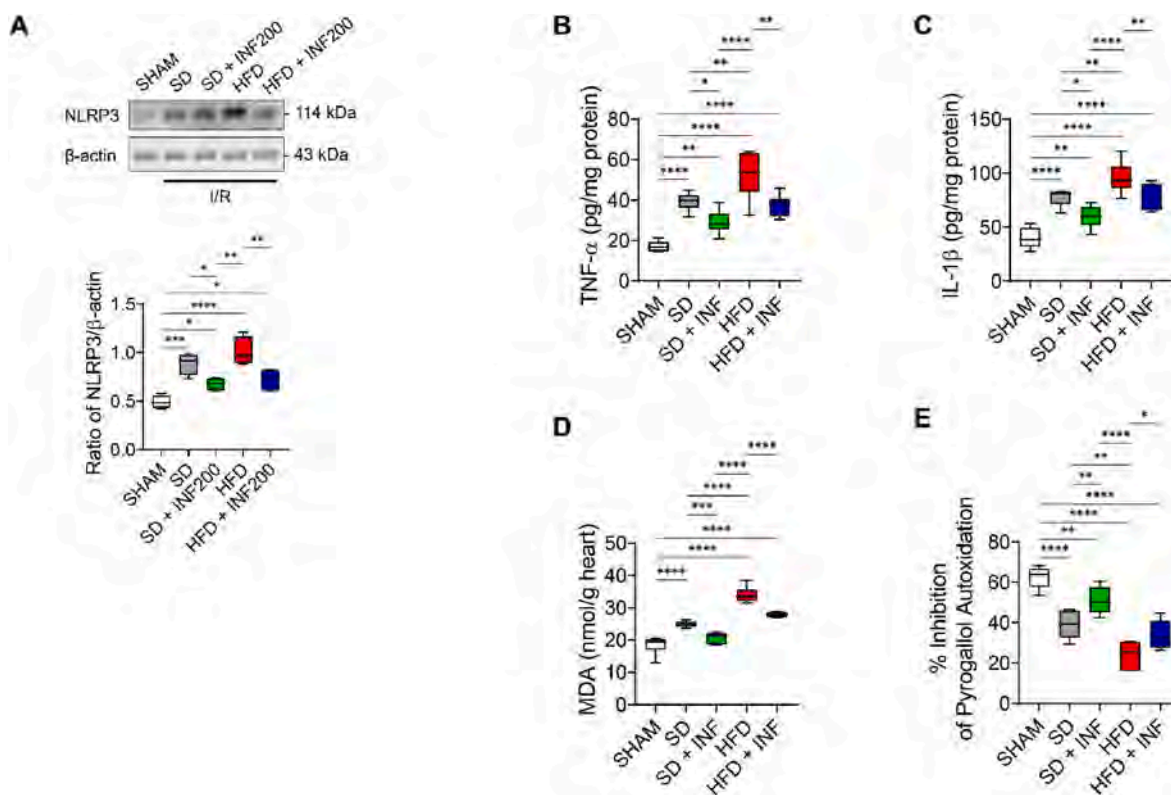 A
SHAM
SD
SD + INF200
HFD
HFD + INF200
NLRP3
114 kDa
β-actin
43 kDa
I/R
** 
* **
*
****
*
***
Ratio of NLRP3/β-actin
1.5
1.0
0.5
0.0
SHAM
SD
SD + INF200
HFD
HFD + INF200
B
**
****
**
*
****
****
**
****
TNF-α (pg/mg protein)
80
60
40
20
0
SHAM
SD
SD + INF
HFD
HFD + INF
C
**
****
**
*
****
****
**
****
IL-1β (pg/mg protein)
150
100
50
0
SHAM
SD
SD + INF
HFD
HFD + INF
D
****
****
****
***
****
****
****
MDA (nmol/g heart)
50
40
30
20
10
0
SHAM
SD
SD + INF
HFD
HFD + INF
E
*
****
**
**
****
****
**
****
% Inhibition
of Pyrogallol Autoxidation
80
60
40
20
0
SHAM
SD
SD + INF
HFD
HFD + INF